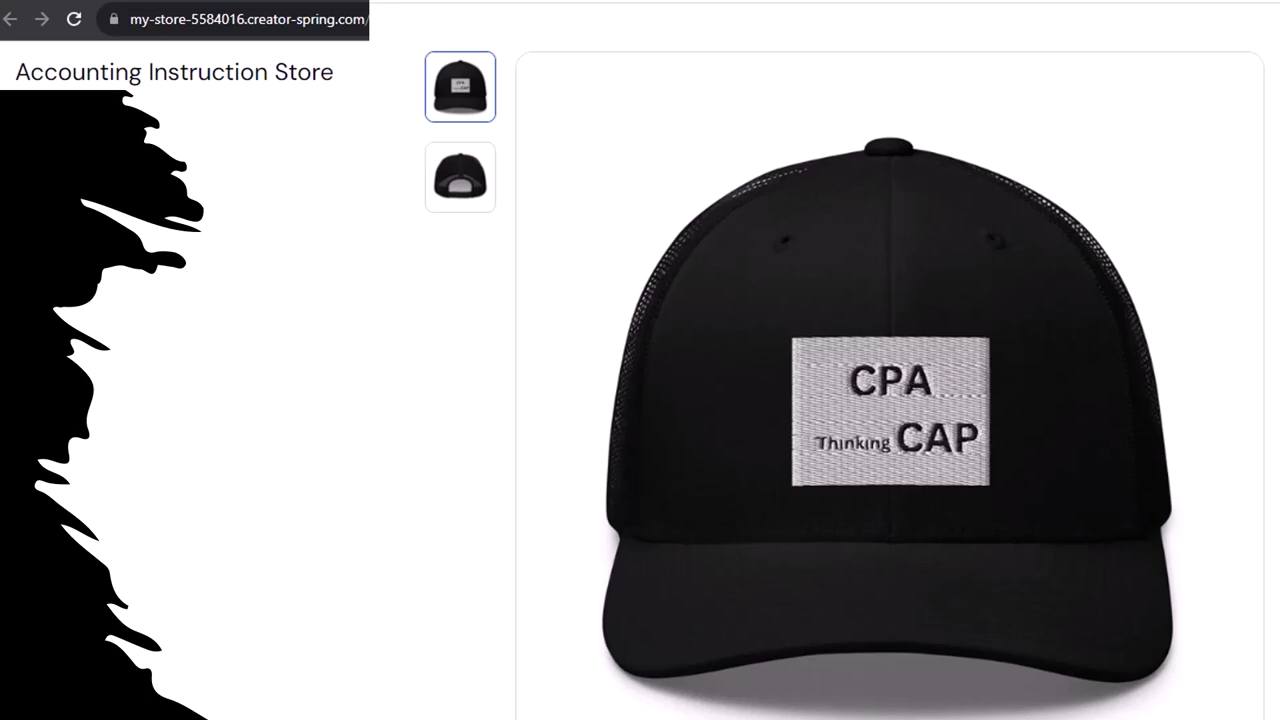 my-store-5584016.creator-spring.com/
Accounting Instruction Store
CPA
Thinking CAP